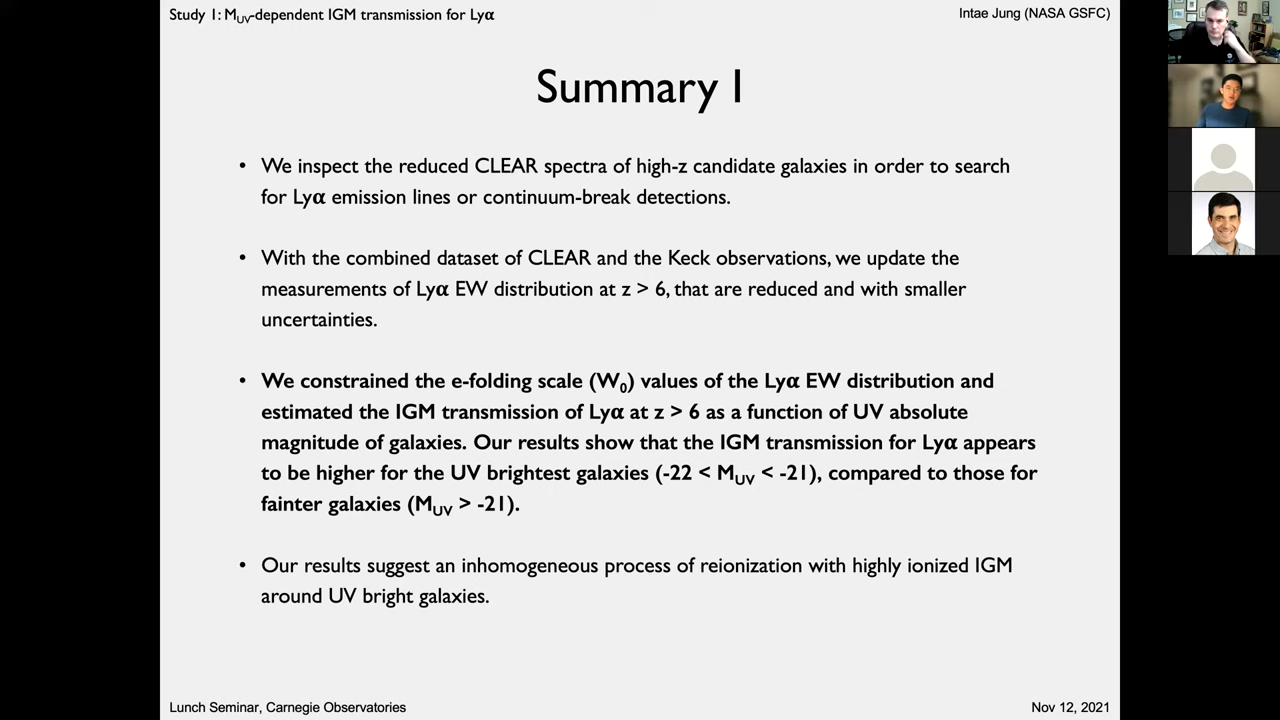 Study 1: MUV-dependent IGM transmission for Lyα
Intae Jung (NASA GSFC)
Summary I
• We inspect the reduced CLEAR spectra of high-z candidate galaxies in order to search
for Lyα emission lines or continuum-break detections.
• With the combined dataset of CLEAR and the Keck observations, we update the
measurements of Lyα EW distribution at z > 6, that are reduced and with smaller
uncertainties.
• We constrained the e-folding scale (W0) values of the Lyα EW distribution and
estimated the IGM transmission of Lyα at z > 6 as a function of UV absolute
magnitude of galaxies. Our results show that the IGM transmission for Lyα appears
to be higher for the UV brightest galaxies (-22 < MUV < -21), compared to those for
fainter galaxies (MUV > -21).
• Our results suggest an inhomogeneous process of reionization with highly ionized IGM
around UV bright galaxies.
Lunch Seminar, Carnegie Observatories
Nov 12, 2021